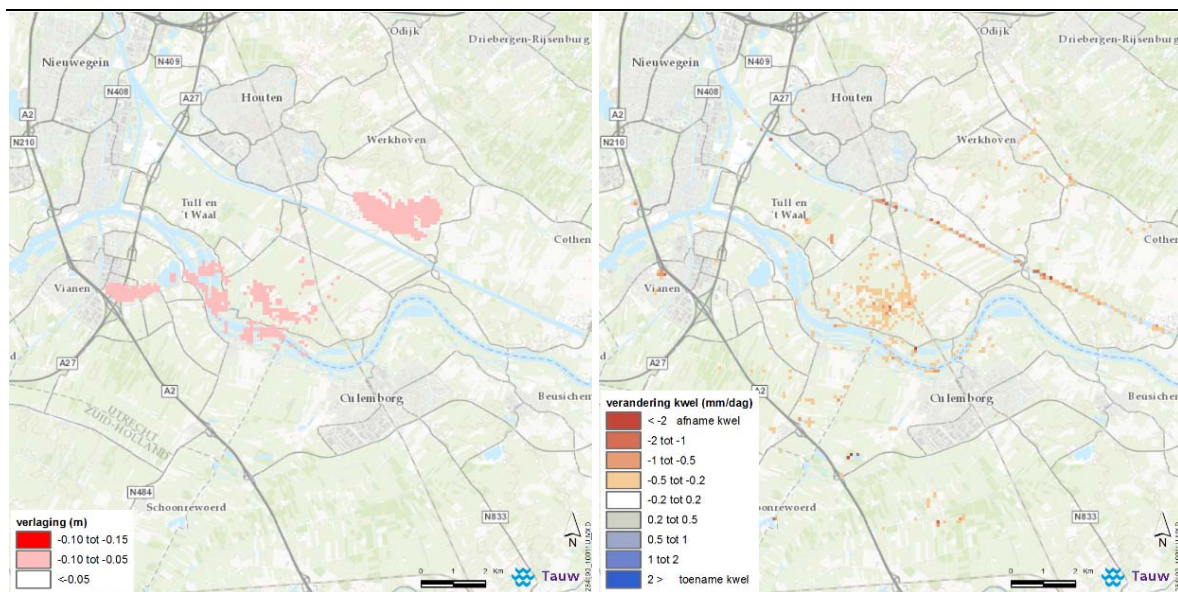 Odijk
Driebergen-Rijsenburg
Nieuwegein
N409
N408
A27
Houten
A2
N210
Werkhoven
Tull en
't Waal
Cothen
Vianen
A27
A2
Culemborg
Beusichem
UTRECHT
ZUID-HOLLAND
N484
Schoonrewoerd
N833
verlaging (m)
-0.10 tot -0.15
-0.10 tot -0.05
<-0.05
0 1 2 Km
N
Tauw
Odijk
Driebergen-Rijsenburg
Nieuwegein
N409
N408
A27
Houten
A2
N210
Werkhoven
Tull en
't Waal
Cothen
Vianen
A27
A2
Culemborg
Beusichem
verandering kwel (mm/dag)
< -2 afname kwel
-2 tot -1
-1 tot -0.5
-0.5 tot -0.2
-0.2 tot 0.2
0.2 tot 0.5
0.5 tot 1
1 tot 2
2 > toename kwel
noonrewoerd
N833
0 1 2 Km
N
Tauw